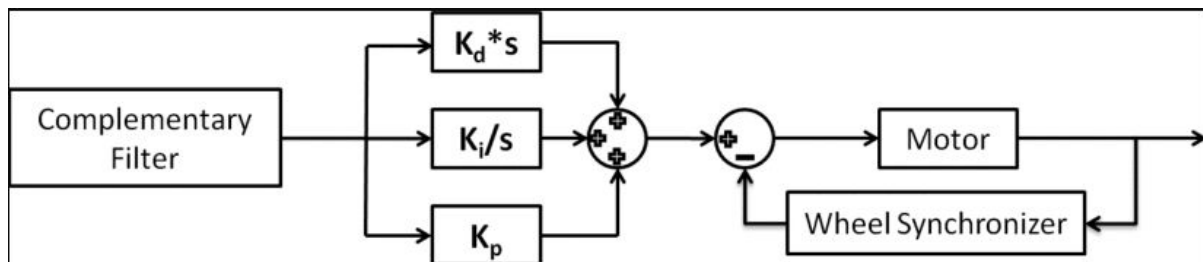 K_d*s
Complementary
Filter
K_i/s
Motor
Wheel Synchronizer
K_p